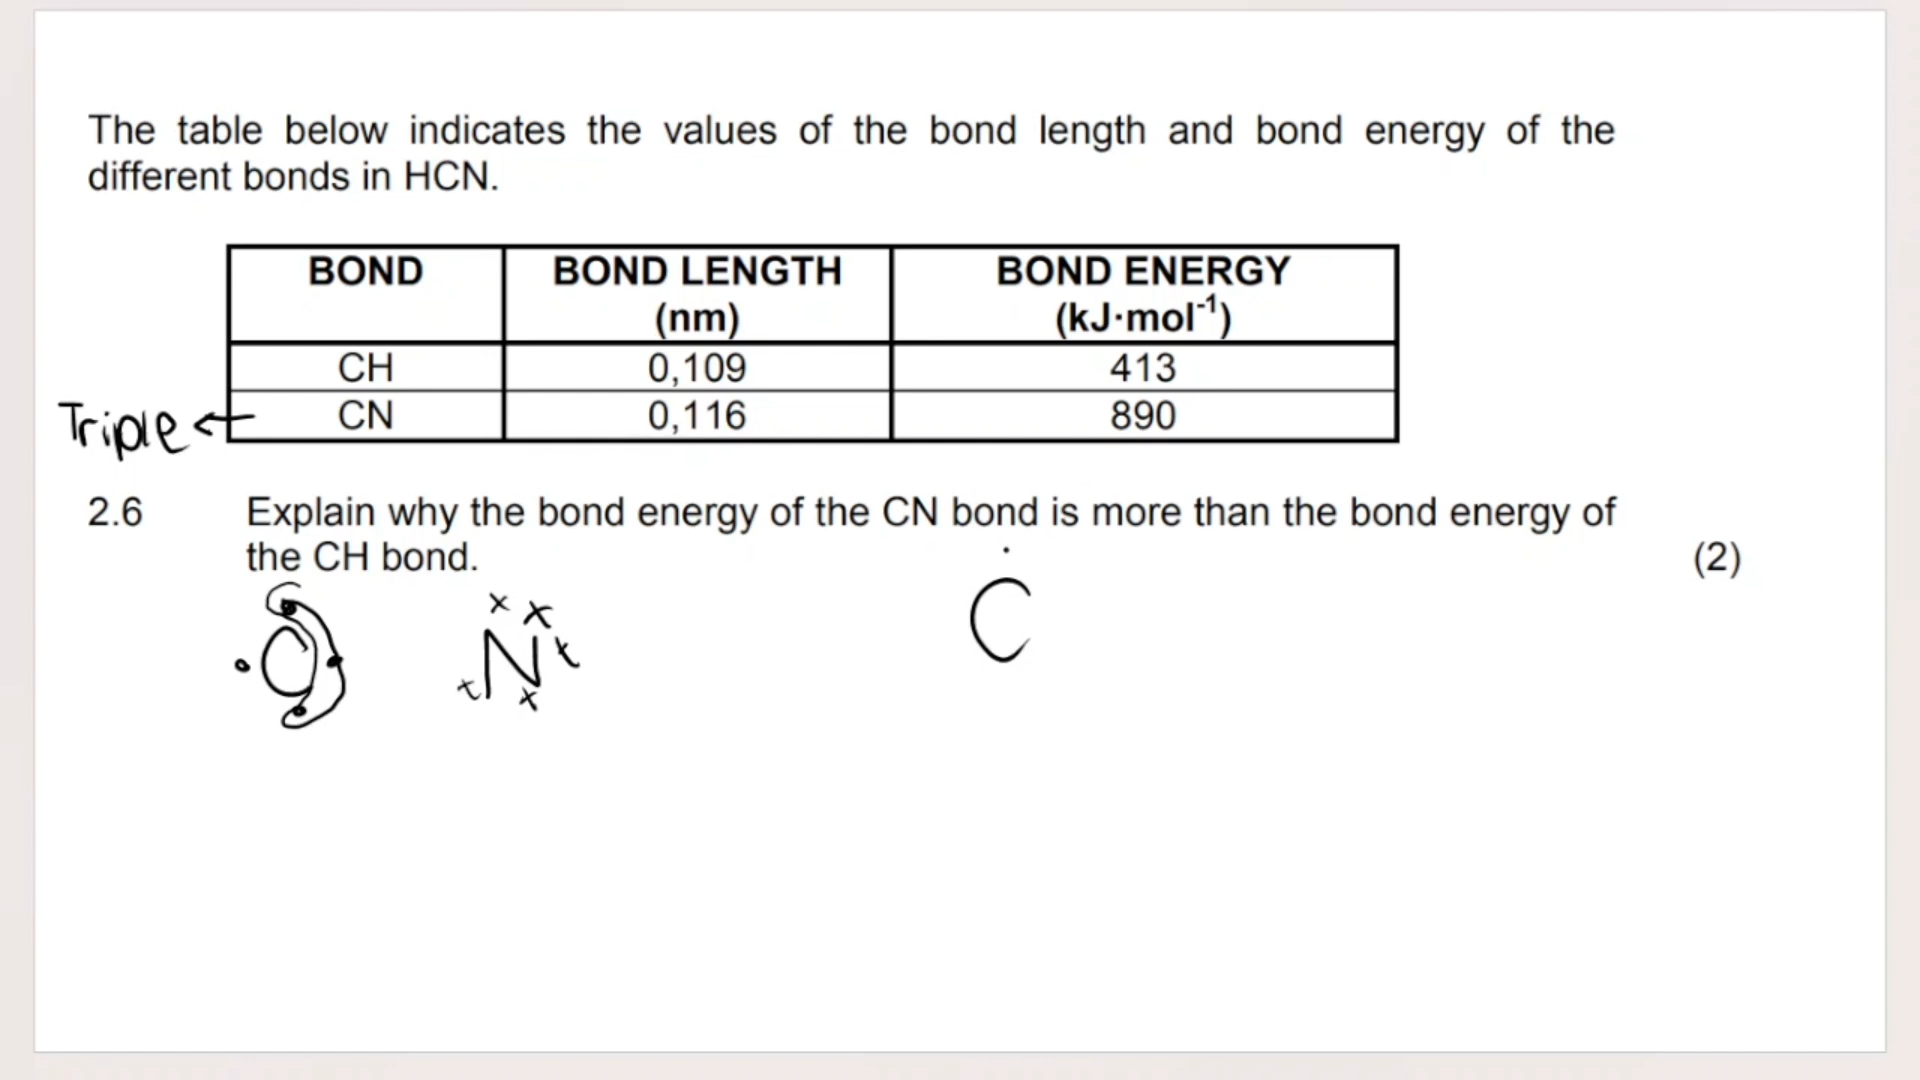 The table below indicates the values of the bond length and bond energy of the
different bonds in HCN.
BOND BOND LENGTH (nm) BOND ENERGY (kJ·mol⁻¹)
CH 0,109 413
Triple ← CN 0,116 890
2.6 Explain why the bond energy of the CN bond is more than the bond energy of
the CH bond. (2)
C N C